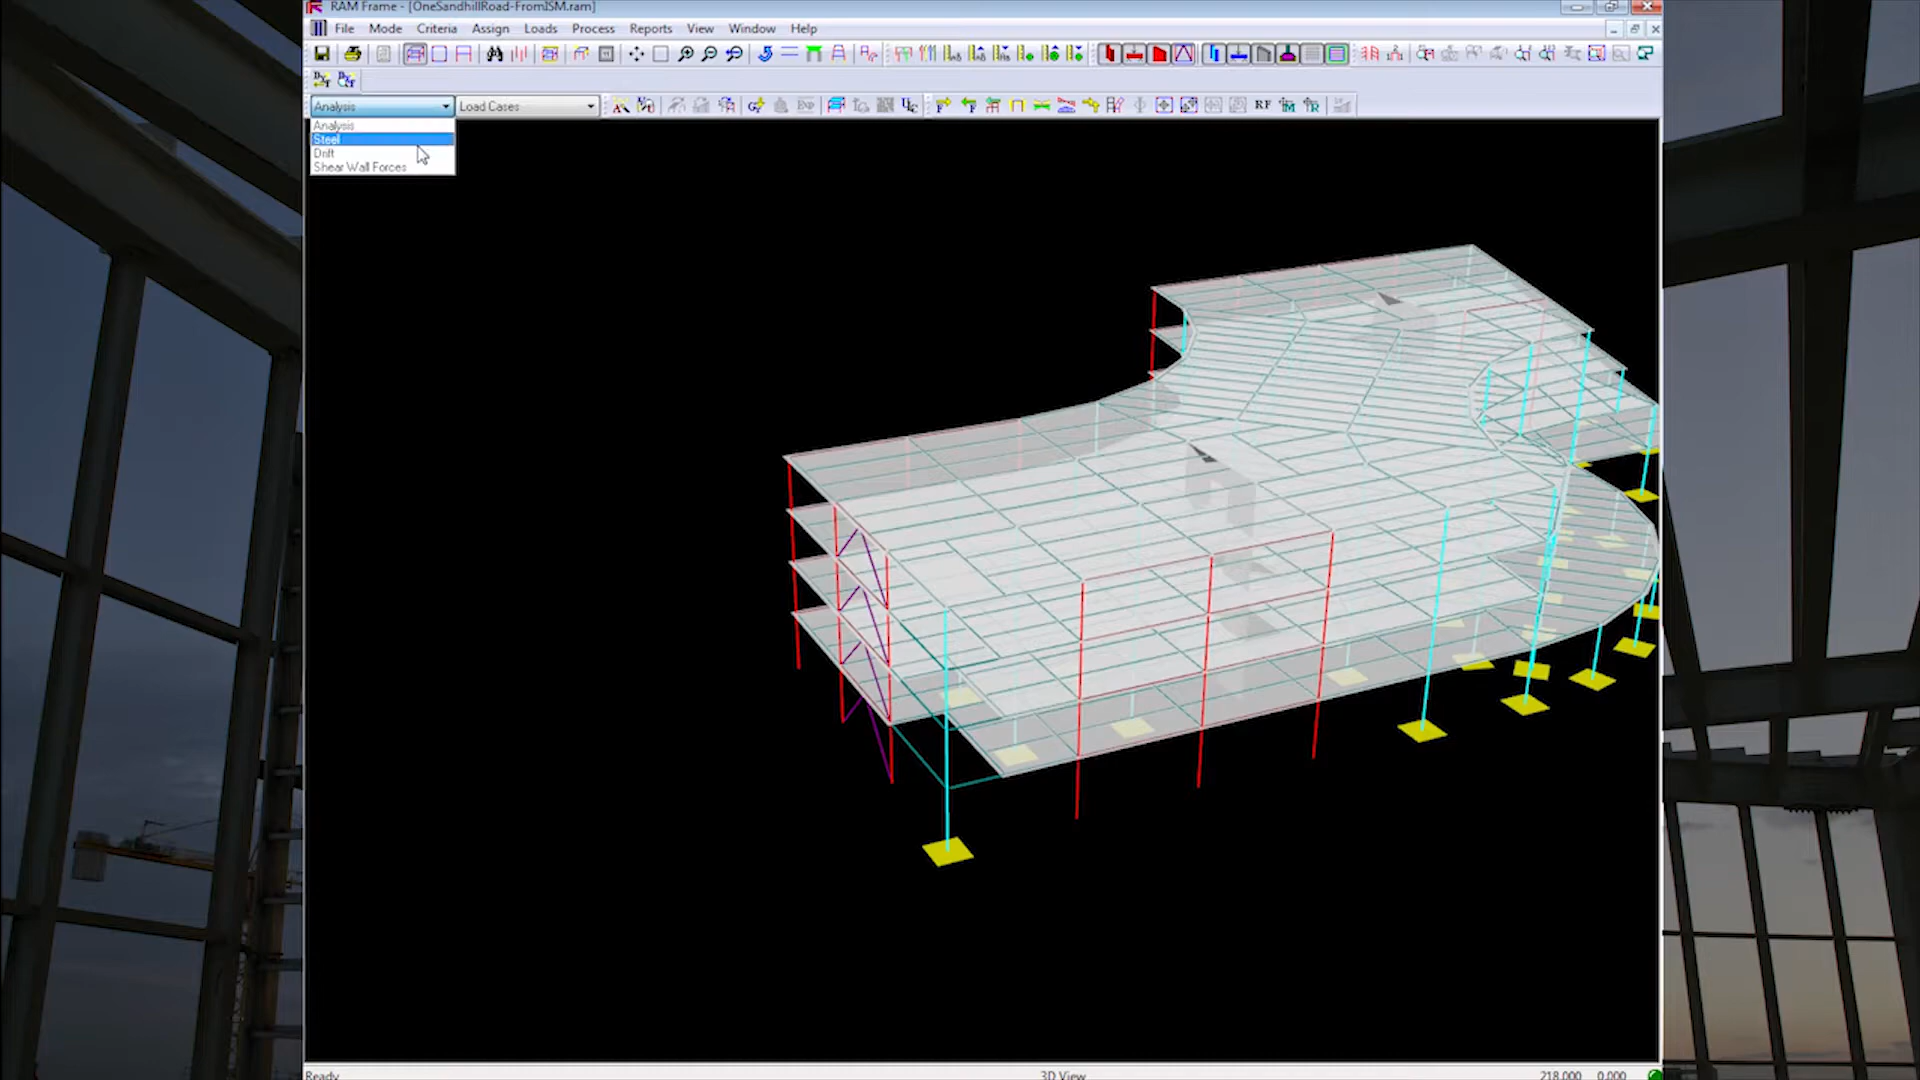 RAM Frame - [OneSandhillRoad-FromISM.ram]
File Mode Criteria Assign Loads Process Reports View Window Help
Analysis Load Cases RF
Analysis
Steel
Drift
Shear Wall Forces
Ready 3D View 218.000 0.000